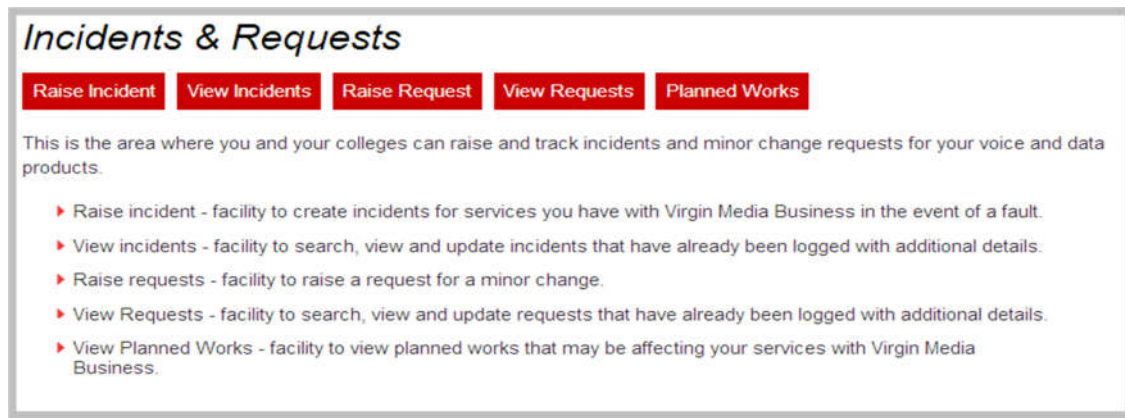 Incidents & Requests
Raise Incident View Incidents Raise Request View Requests Planned Works
This is the area where you and your colleges can raise and track incidents and minor change requests for your voice and data
products.
Raise incident - facility to create incidents for services you have with Virgin Media Business in the event of a fault.
View incidents - facility to search, view and update incidents that have already been logged with additional details.
Raise requests - facility to raise a request for a minor change.
View Requests - facility to search, view and update requests that have already been logged with additional details.
View Planned Works - facility to view planned works that may be affecting your services with Virgin Media
Business.